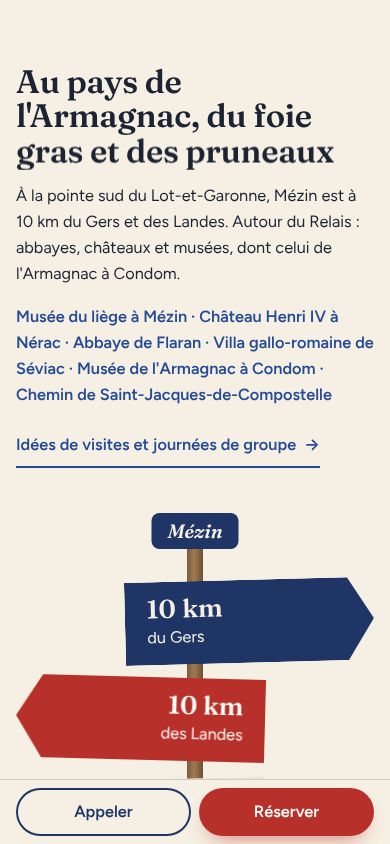 Au pays de
l'Armagnac, du foie
gras et des pruneaux
À la pointe sud du Lot-et-Garonne, Mézin est à
10 km du Gers et des Landes. Autour du Relais :
abbayes, châteaux et musées, dont celui de
l'Armagnac à Condom.
Musée du liège à Mézin · Château Henri IV à
Nérac · Abbaye de Flaran · Villa gallo-romaine de
Séviac · Musée de l'Armagnac à Condom ·
Chemin de Saint-Jacques-de-Compostelle
Idées de visites et journées de groupe →
Mézin
10 km
du Gers
10 km
des Landes
Appeler
Réserver